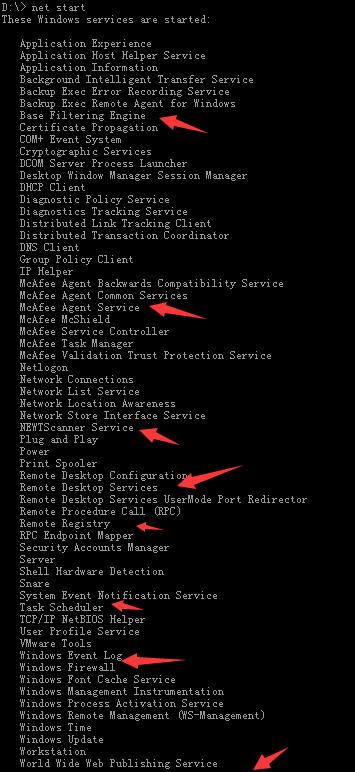 D:\> net start
These Windows services are started:
Application Experience
Application Host Helper Service
Application Information
Background Intelligent Transfer Service
Backup Exec Error Recording Service
Backup Exec Remote Agent for Windows
Base Filtering Engine
Certificate Propagation
COM+ Event System
Cryptographic Services
DCOM Server Process Launcher
Desktop Window Manager Session Manager
DHCP Client
Diagnostic Policy Service
Diagnostics Tracking Service
Distributed Link Tracking Client
Distributed Transaction Coordinator
DNS Client
Group Policy Client
IP Helper
McAfee Agent Backwards Compatibility Service
McAfee Agent Common Services
McAfee Agent Service
McAfee McShield
McAfee Service Controller
McAfee Task Manager
McAfee Validation Trust Protection Service
Netlogon
Network Connections
Network List Service
Network Location Awareness
Network Store Interface Service
NEWTScanner Service
Plug and Play
Power
Print Spooler
Remote Desktop Configuration
Remote Desktop Services
Remote Desktop Services UserMode Port Redirector
Remote Procedure Call (RPC)
Remote Registry
RPC Endpoint Mapper
Security Accounts Manager
Server
Shell Hardware Detection
Snare
System Event Notification Service
Task Scheduler
TCP/IP NetBIOS Helper
User Profile Service
VMware Tools
Windows Event Log
Windows Firewall
Windows Font Cache Service
Windows Management Instrumentation
Windows Process Activation Service
Windows Remote Management (WS-Management)
Windows Time
Windows Update
Workstation
World Wide Web Publishing Service